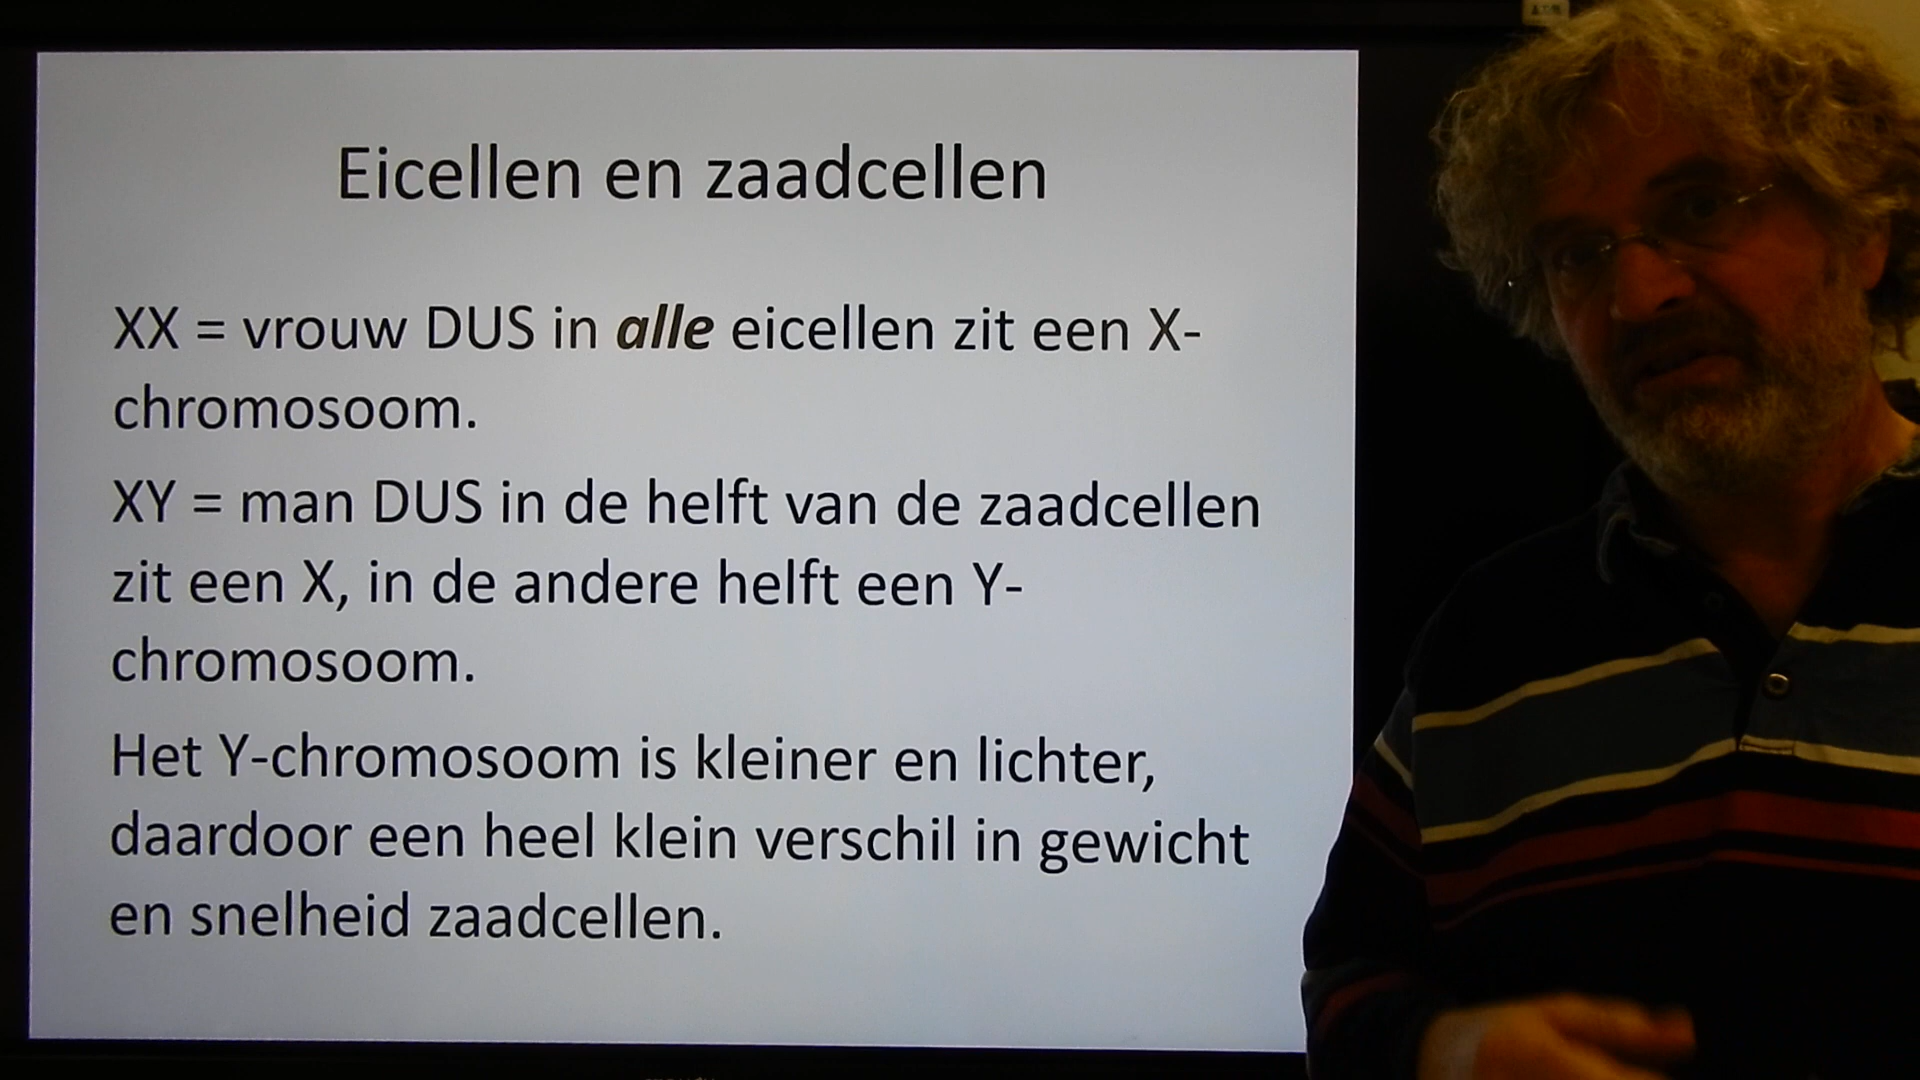 Eicellen en zaadcellen
XX = vrouw DUS in alle eicellen zit een X-
chromosoom.
XY = man DUS in de helft van de zaadcellen
zit een X, in de andere helft een Y-
chromosoom.
Het Y-chromosoom is kleiner en lichter,
daardoor een heel klein verschil in gewicht
en snelheid zaadcellen.